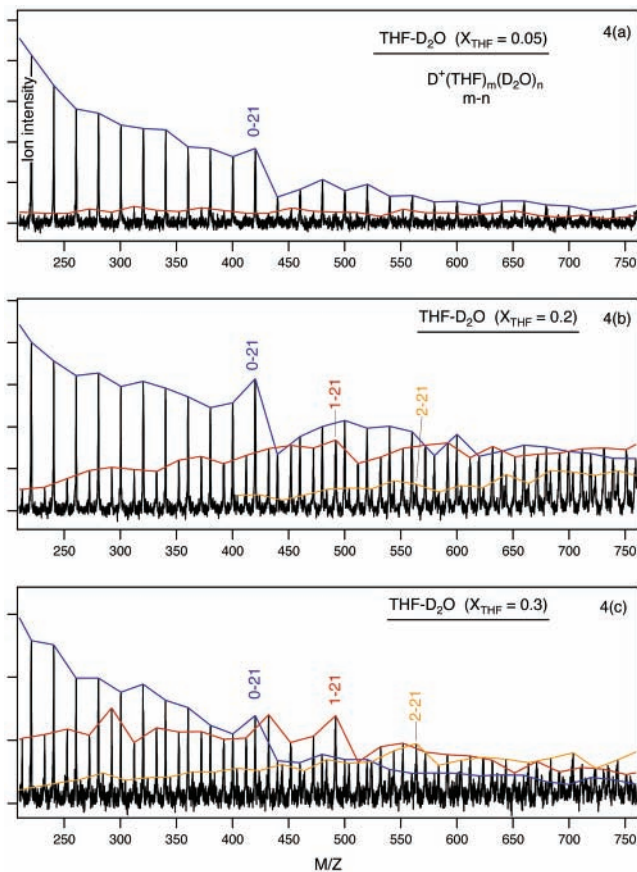 4(a)
THF-D₂O (X_THF = 0.05)
D⁺(THF)ₘ(D₂O)ₙ
m-n
Ion intensity
0-21
250 300 350 400 450 500 550 600 650 700 750
THF-D₂O (X_THF = 0.2) 4(b)
0-21
1-21
2-21
250 300 350 400 450 500 550 600 650 700 750
THF-D₂O (X_THF = 0.3) 4(c)
0-21
1-21
2-21
250 300 350 400 450 500 550 600 650 700 750
M/Z